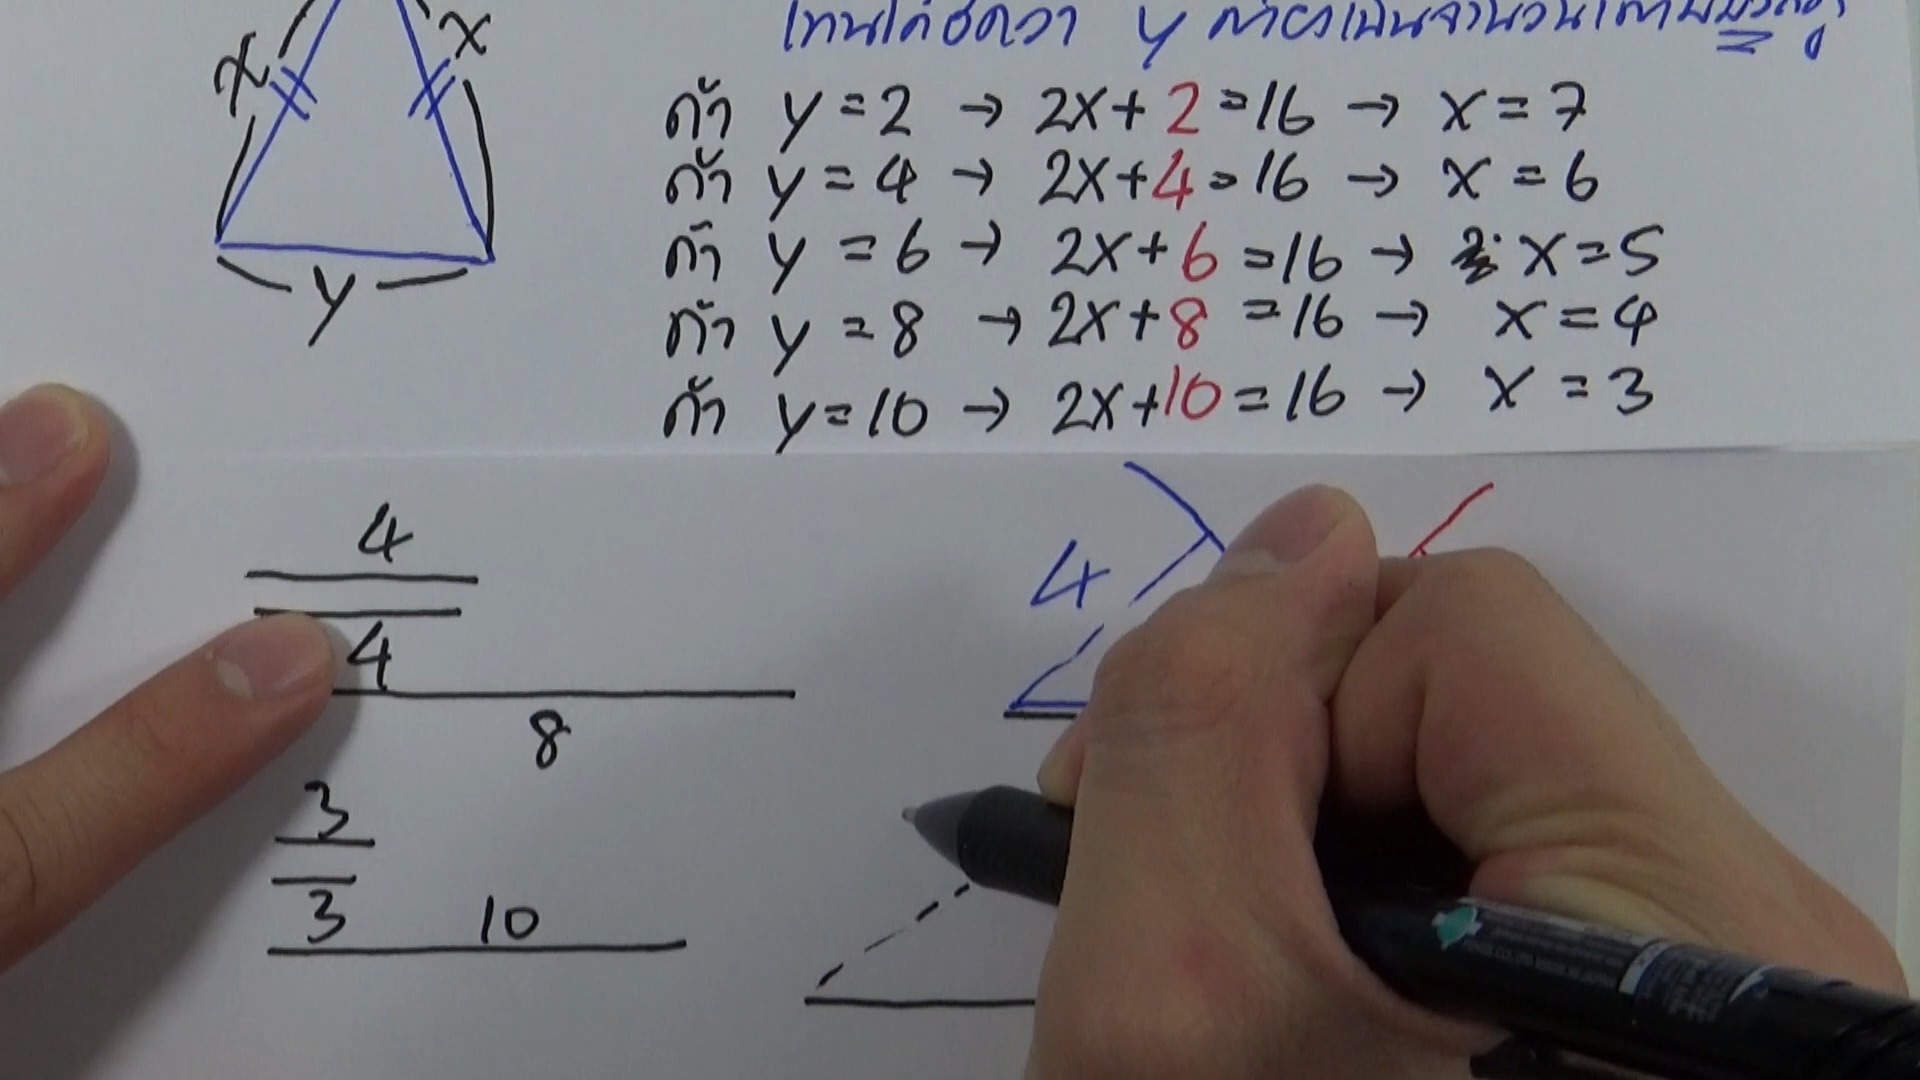 x x
y
y
ถ้า y = 2 → 2x + 2 = 16 → x = 7
ถ้า y = 4 → 2x + 4 = 16 → x = 6
ถ้า y = 6 → 2x + 6 = 16 → x = 5
ถ้า y = 8 → 2x + 8 = 16 → x = 4
ถ้า y = 10 → 2x + 10 = 16 → x = 3
4
4
8
3
3 10
4